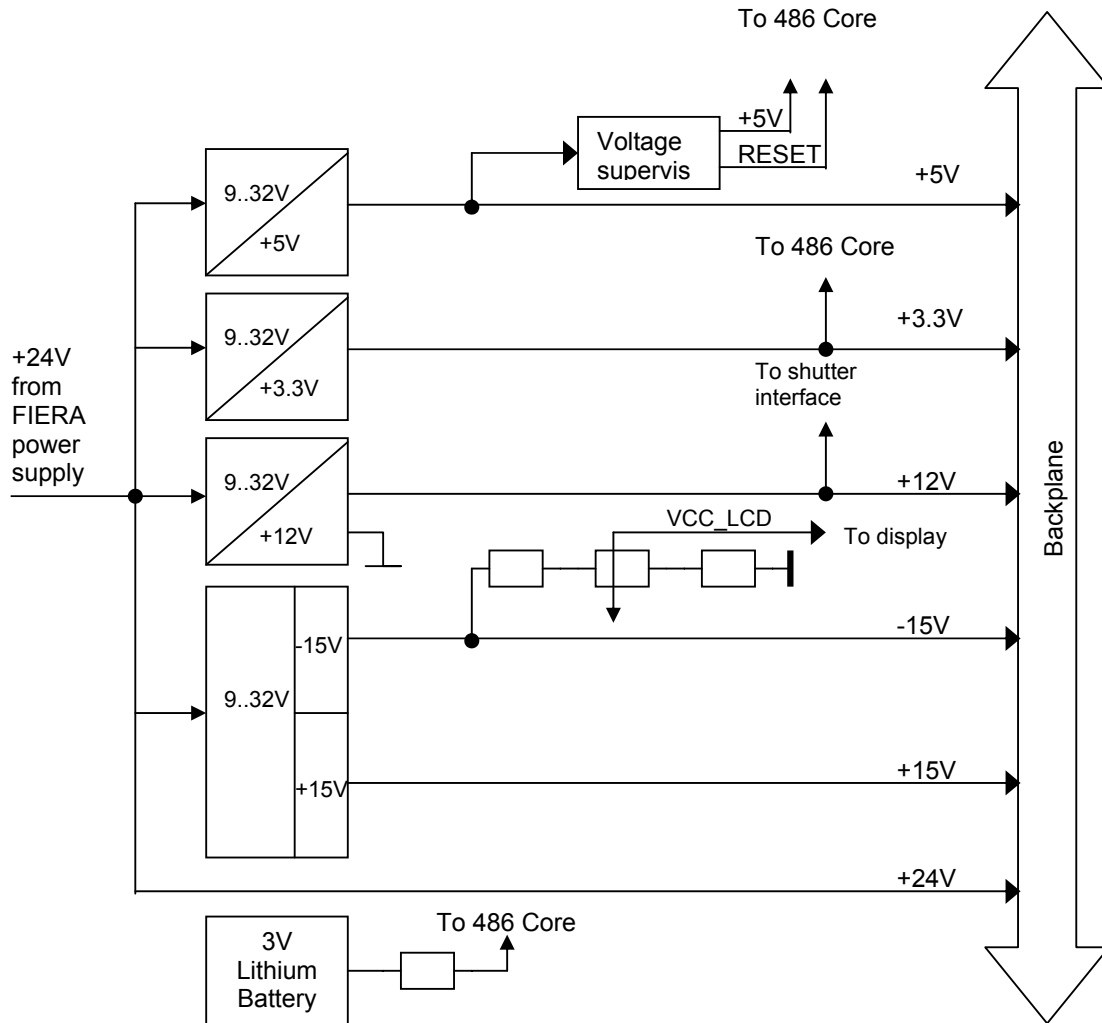 To 486 Core
+5V
RESET
Voltage
supervis
+5V
9..32V
+5V
To 486 Core
+3.3V
9..32V
+3.3V
To shutter
interface
+24V
from
FIERA
power
supply
9..32V
+12V
+12V
VCC_LCD
To display
Backplane
-15V
-15V
9..32V
+15V
+15V
+24V
To 486 Core
3V
Lithium
Battery